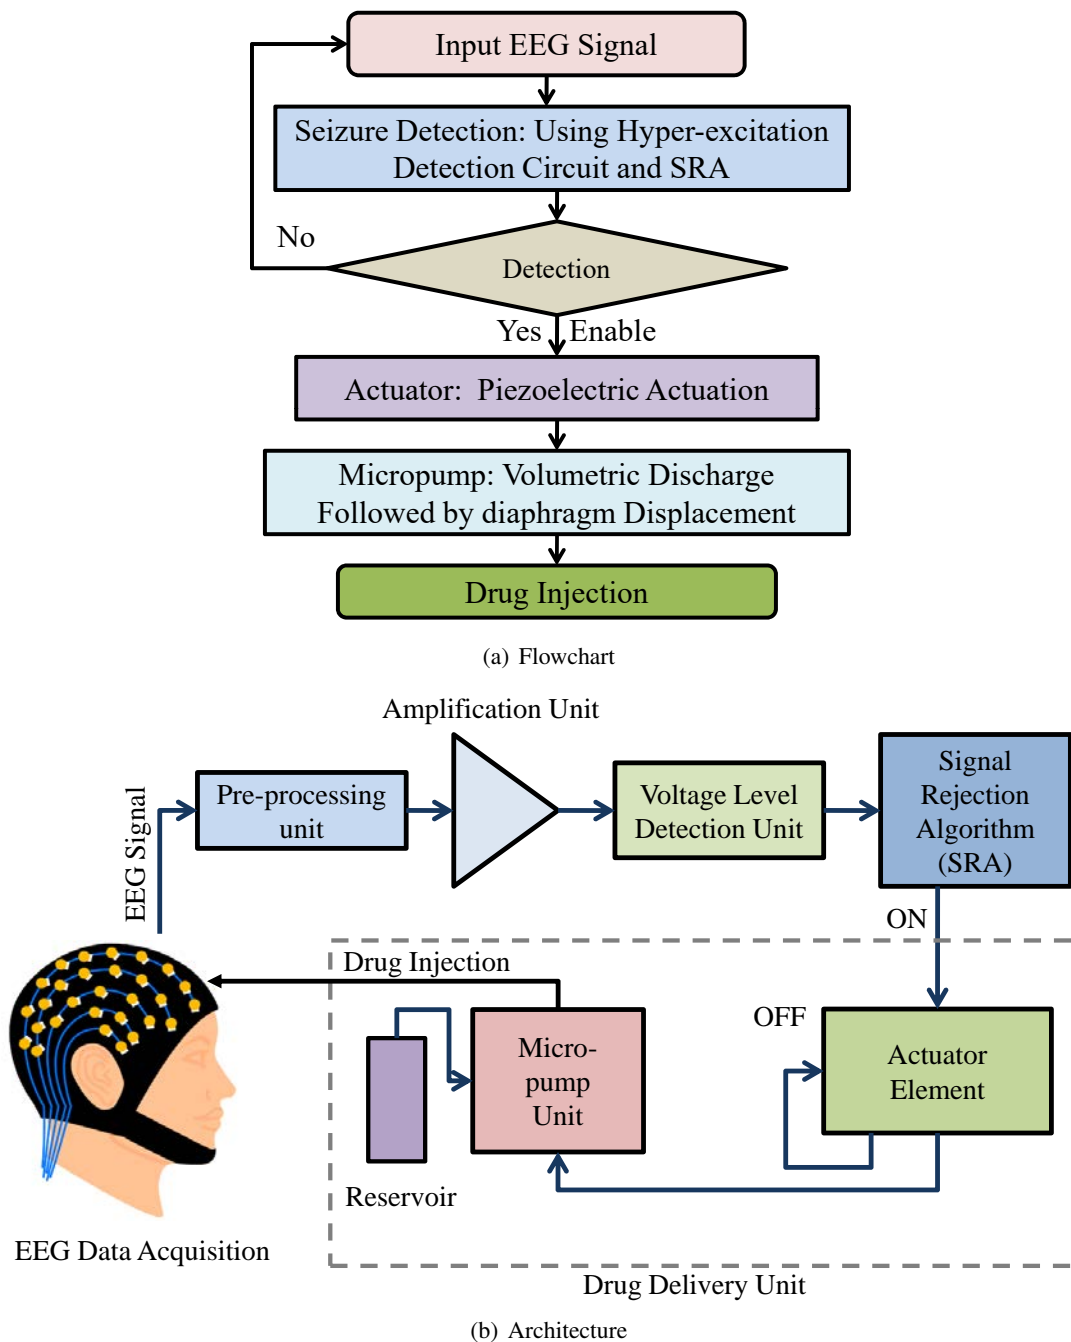 Input EEG Signal
Seizure Detection: Using Hyper-excitation
Detection Circuit and SRA
No
Detection
Yes Enable
Actuator: Piezoelectric Actuation
Micropump: Volumetric Discharge
Followed by diaphragm Displacement
Drug Injection
(a) Flowchart
Amplification Unit
EEG Signal
Pre-processing
unit
Voltage Level
Detection Unit
Signal
Rejection
Algorithm
(SRA)
ON
Drug Injection
OFF
Micro-
pump
Unit
Actuator
Element
Reservoir
EEG Data Acquisition
Drug Delivery Unit
(b) Architecture